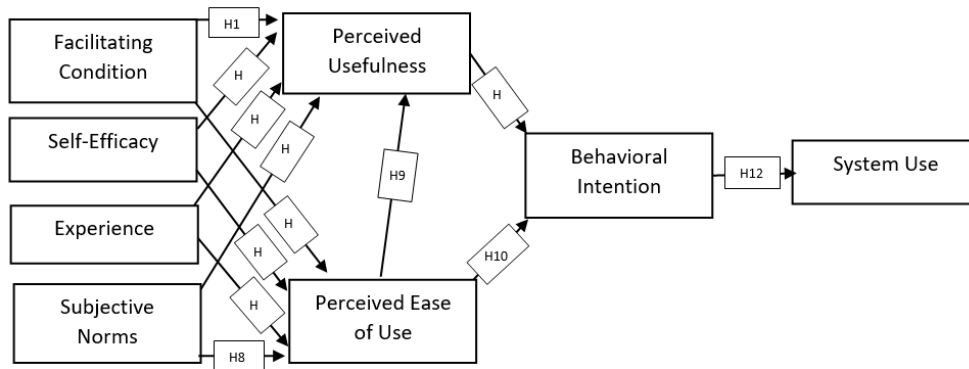 Facilitating
Condition
Self-Efficacy
Experience
Subjective
Norms
H1
H
H
H
H
H
H
H8
Perceived
Usefulness
H9
Perceived Ease
of Use
H
H10
Behavioral
Intention
H12
System Use